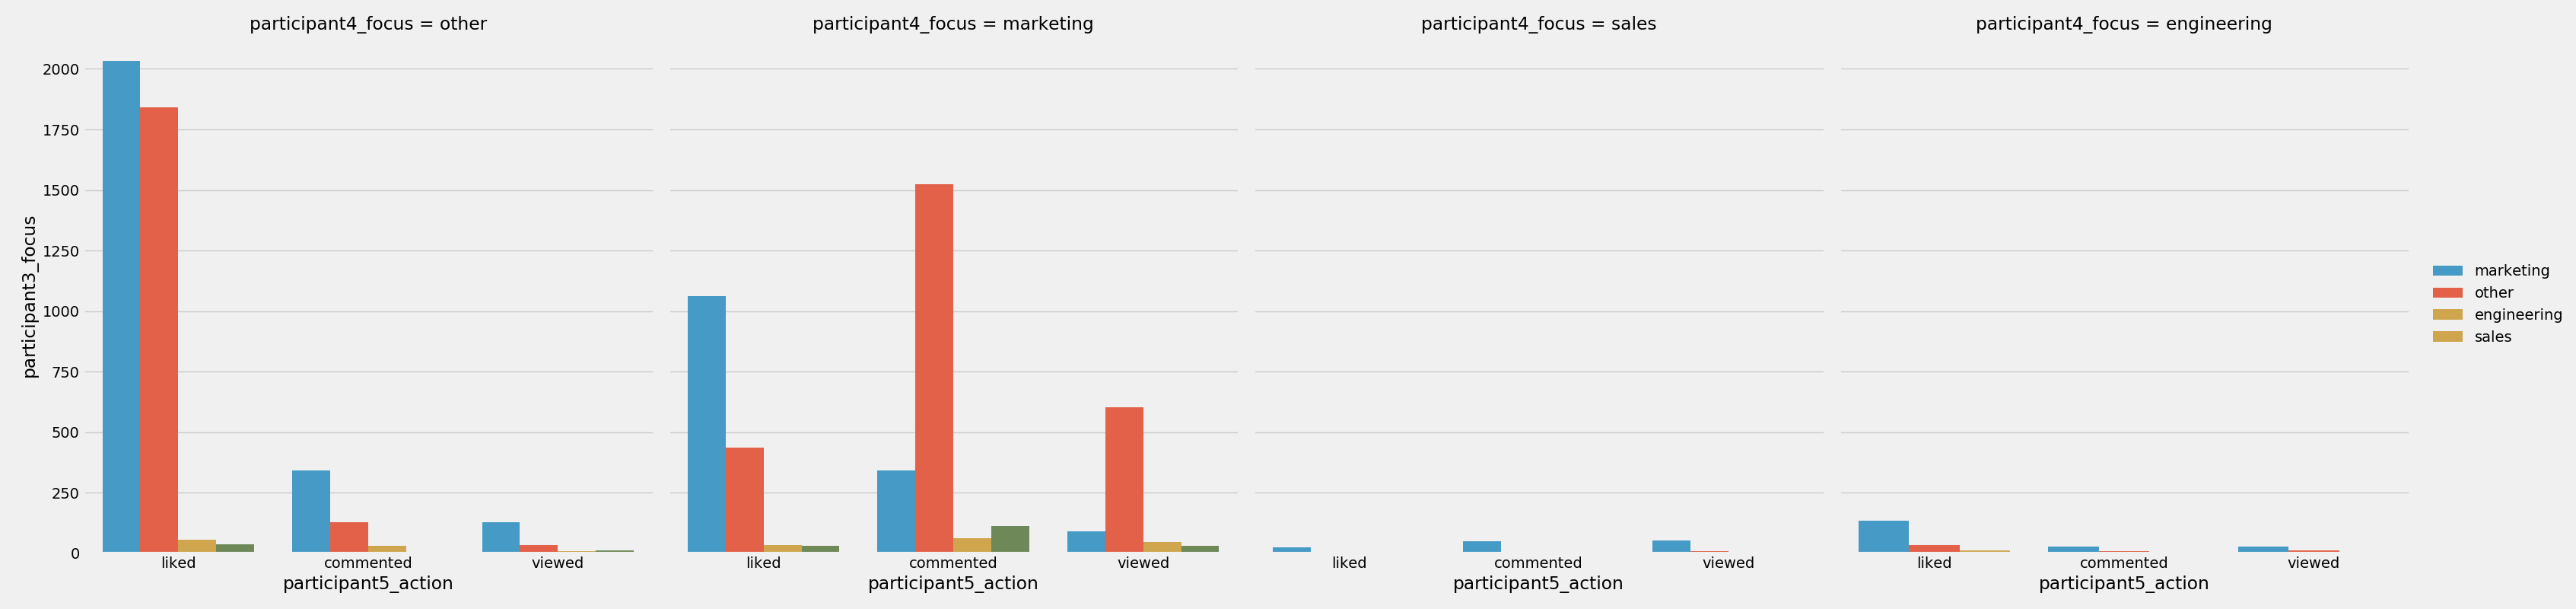 participant4_focus = other
participant4_focus = marketing
participant4_focus = sales
participant4_focus = engineering
participant3_focus
2000
1750
1500
1250
1000
750
500
250
0
liked commented viewed
liked commented viewed
liked commented viewed
liked commented viewed
participant5_action
participant5_action
participant5_action
participant5_action
marketing
other
engineering
sales